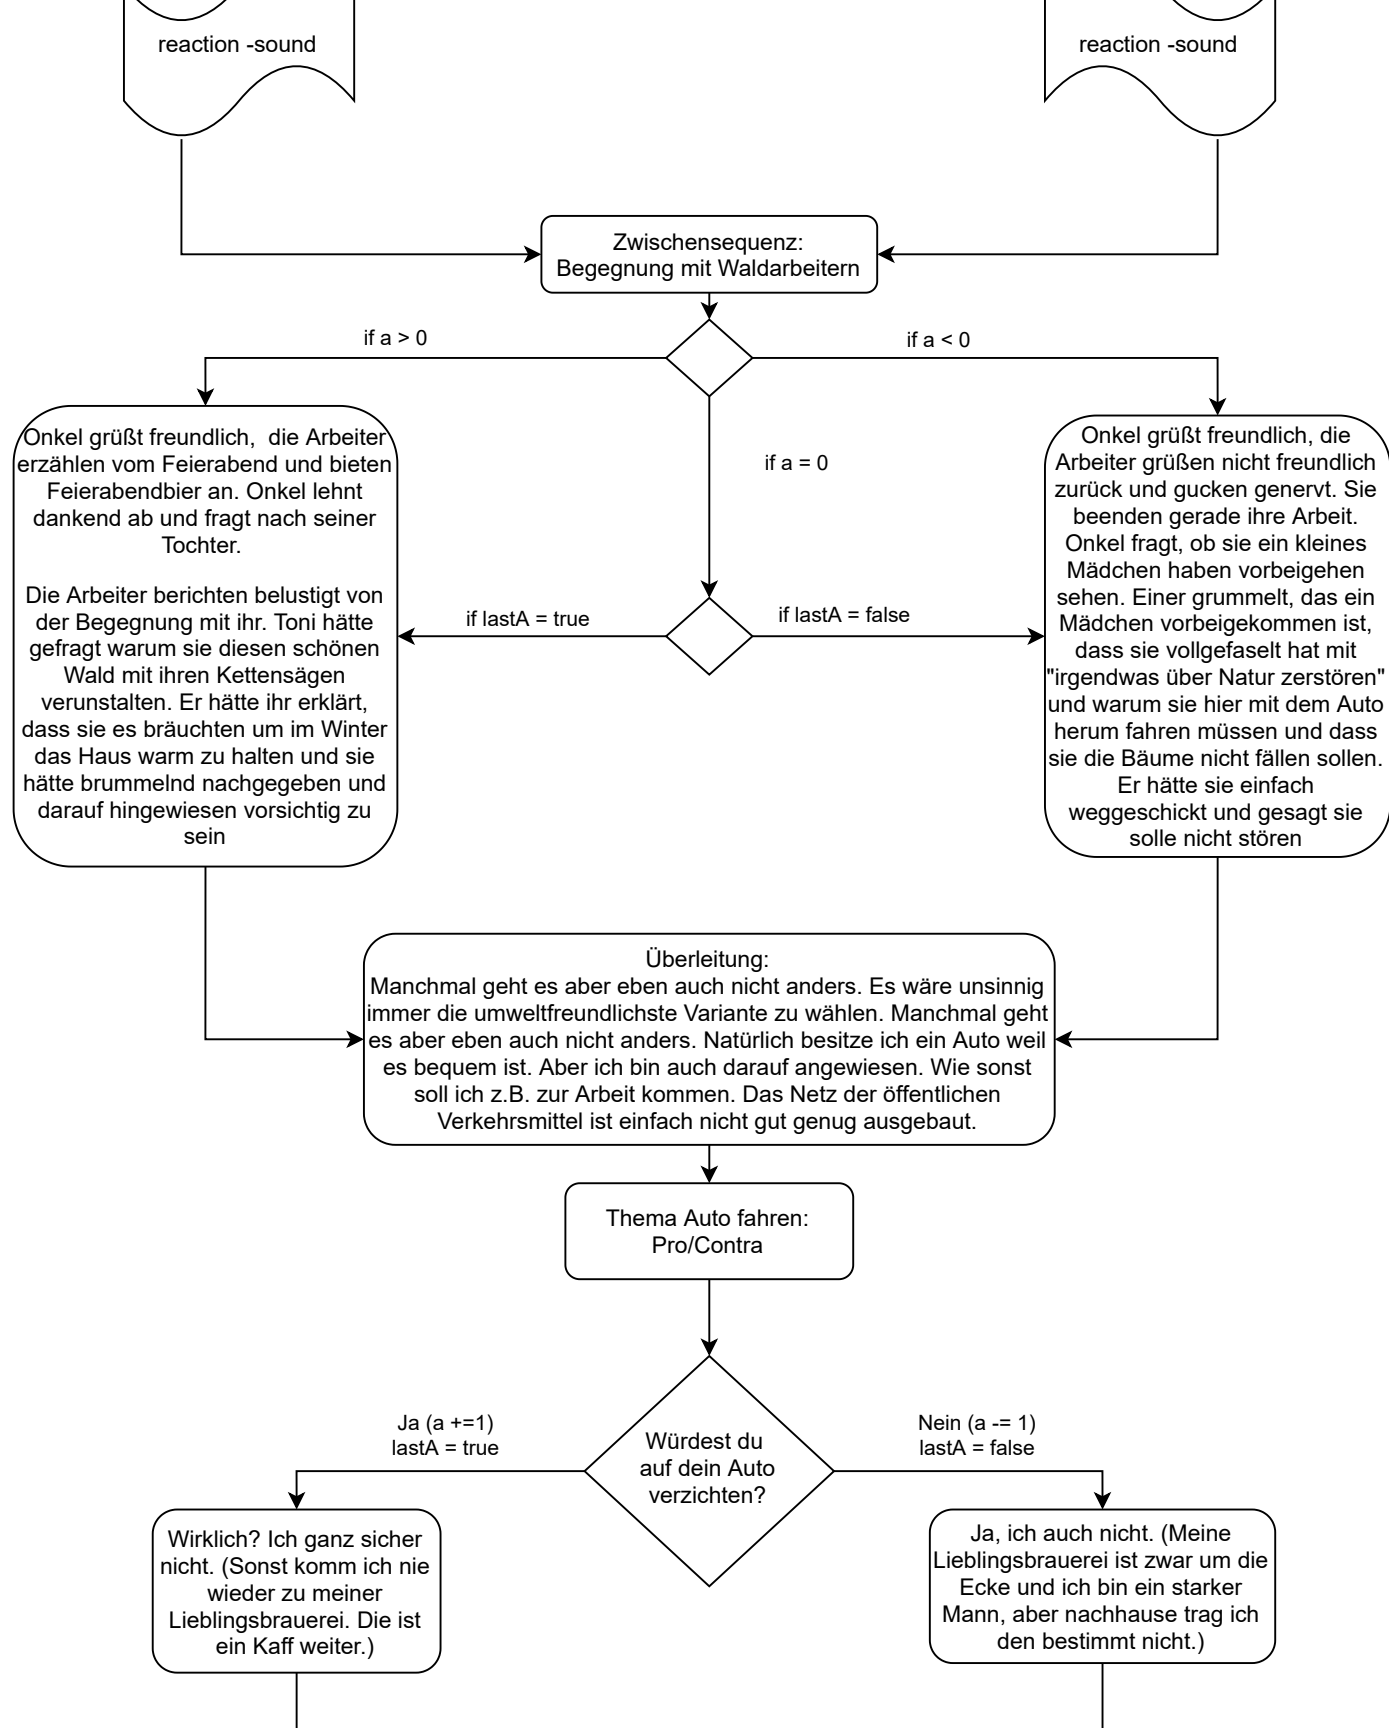 reaction -sound
reaction -sound
Zwischensequenz:
Begegnung mit Waldarbeitern
if a > 0
if a < 0
if a = 0
Onkel grüßt freundlich,  die Arbeiter
erzählen vom Feierabend und bieten
Feierabendbier an. Onkel lehnt
dankend ab und fragt nach seiner
Tochter.
Die Arbeiter berichten belustigt von
der Begegnung mit ihr. Toni hätte
gefragt warum sie diesen schönen
Wald mit ihren Kettensägen
verunstalten. Er hätte ihr erklärt,
dass sie es bräuchten um im Winter
das Haus warm zu halten und sie
hätte brummelnd nachgegeben und
darauf hingewiesen vorsichtig zu
sein
if lastA = true
if lastA = false
Onkel grüßt freundlich, die
Arbeiter grüßen nicht freundlich
zurück und gucken genervt. Sie
beenden gerade ihre Arbeit.
Onkel fragt, ob sie ein kleines
Mädchen haben vorbeigehen
sehen. Einer grummelt, das ein
Mädchen vorbeigekommen ist,
dass sie vollgefaselt hat mit
"irgendwas über Natur zerstören"
und warum sie hier mit dem Auto
herum fahren müssen und dass
sie die Bäume nicht fällen sollen.
Er hätte sie einfach
weggeschickt und gesagt sie
solle nicht stören
Überleitung:
Manchmal geht es aber eben auch nicht anders. Es wäre unsinnig
immer die umweltfreundlichste Variante zu wählen. Manchmal geht
es aber eben auch nicht anders. Natürlich besitze ich ein Auto weil
es bequem ist. Aber ich bin auch darauf angewiesen. Wie sonst
soll ich z.B. zur Arbeit kommen. Das Netz der öffentlichen
Verkehrsmittel ist einfach nicht gut genug ausgebaut.
Thema Auto fahren:
Pro/Contra
Würdest du
auf dein Auto
verzichten?
Ja (a +=1)
lastA = true
Nein (a -= 1)
lastA = false
Wirklich? Ich ganz sicher
nicht. (Sonst komm ich nie
wieder zu meiner
Lieblingsbrauerei. Die ist
ein Kaff weiter.)
Ja, ich auch nicht. (Meine
Lieblingsbrauerei ist zwar um die
Ecke und ich bin ein starker
Mann, aber nachhause trag ich
den bestimmt nicht.)